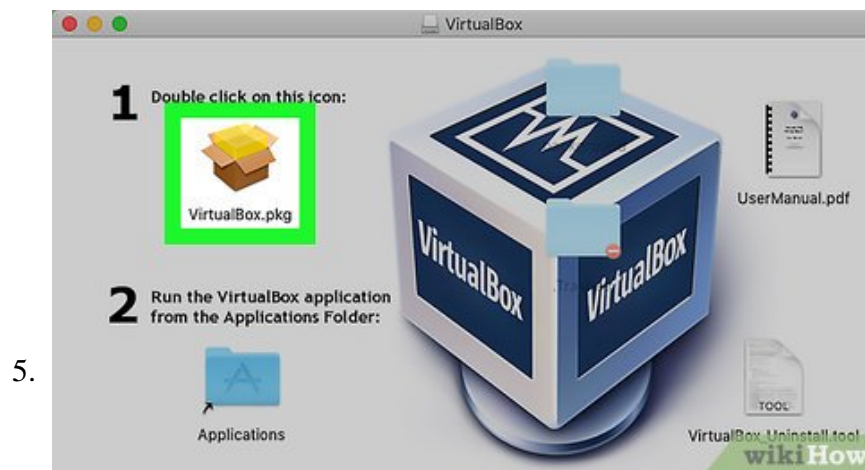 VirtualBox
1 Double click on this icon:
VirtualBox.pkg
UserManual.pdf
VirtualBox
VirtualBox
2 Run the VirtualBox application
from the Applications Folder:
5.
TOOL
Applications
VirtualBox_Uninstall.tool
wikiHow